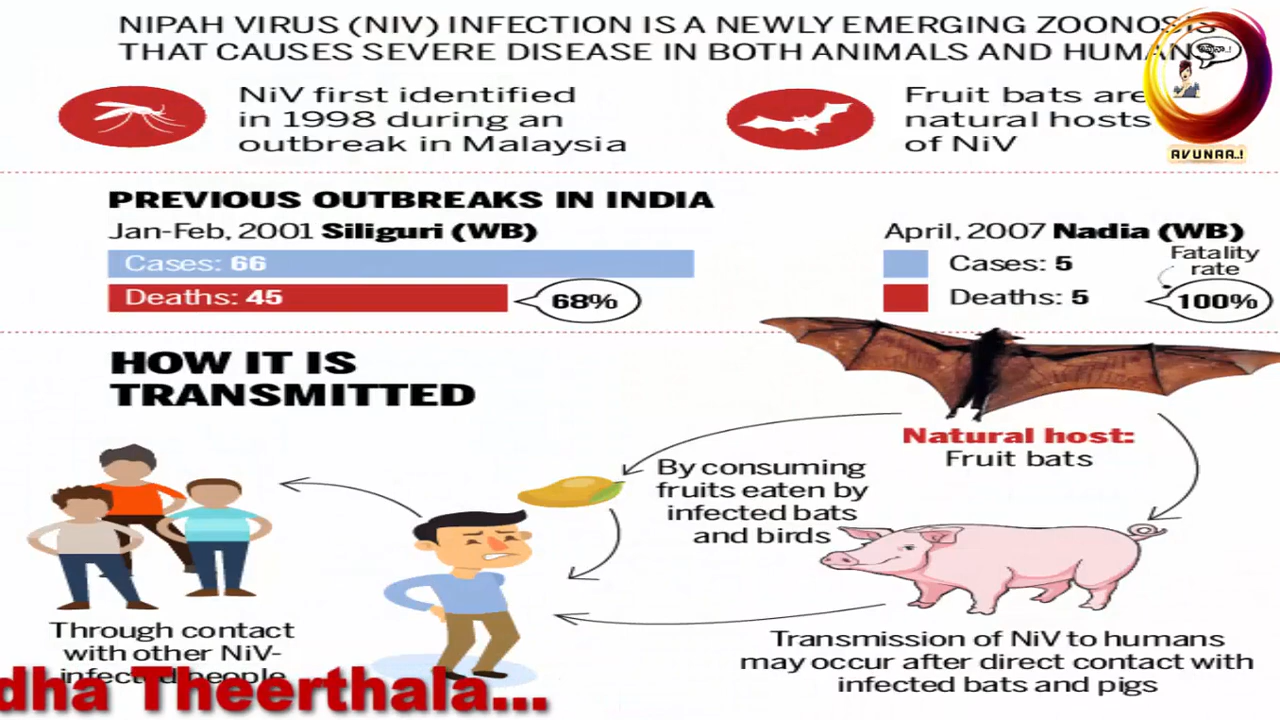 NIPAH VIRUS (NIV) INFECTION IS A NEWLY EMERGING ZOONOSIS
THAT CAUSES SEVERE DISEASE IN BOTH ANIMALS AND HUMANS
NiV first identified
in 1998 during an
outbreak in Malaysia
Fruit bats are
natural hosts
of NiV
AVUNAA..!
PREVIOUS OUTBREAKS IN INDIA
Jan-Feb, 2001 Siliguri (WB)
Cases: 66
Deaths: 45
68%
April, 2007 Nadia (WB)
Cases: 5
Deaths: 5
Fatality
rate
100%
HOW IT IS
TRANSMITTED
Natural host:
Fruit bats
By consuming
fruits eaten by
infected bats
and birds
Through contact
with other NiV-
infected people
Transmission of NiV to humans
may occur after direct contact with
infected bats and pigs
dha Theerthala...